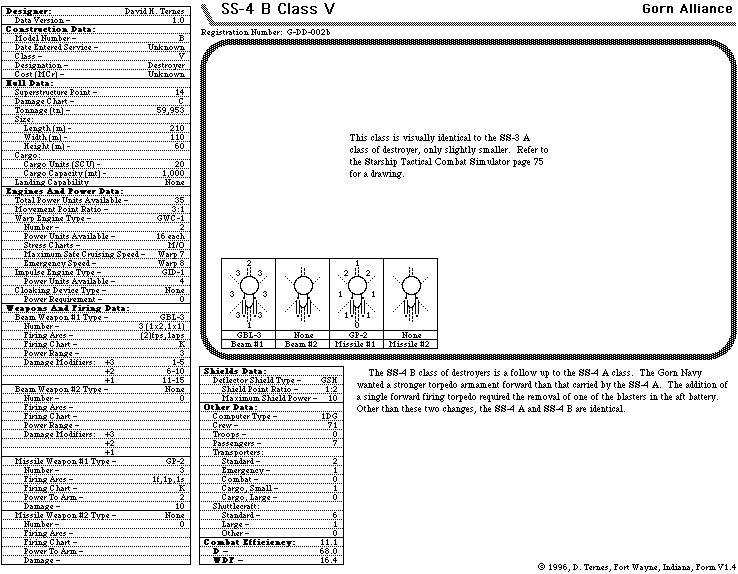 SS-4 B Class V
Gorn Alliance
Registration Number: G-DD-002b
Designer: David H. Ternes
Data Version - 1.0
Construction Data:
Model Number - B
Date Entered Service - Unknown
Class - V
Designation - Destroyer
Cost (MCr) - Unknown
Hull Data:
Superstructure Point - 14
Damage Chart - C
Tonnage (tn) - 59,953
Size:
Length (m) - 210
Width (m) - 110
Height (m) - 60
Cargo:
Cargo Units (SCU) - 20
Cargo Capacity (mt) - 1,000
Landing Capability None
Engines And Power Data:
Total Power Units Available - 35
Movement Point Ratio - 3:1
Warp Engine Type - GWC-1
Number - 2
Power Units Available - 16 each
Stress Charts - M/O
Maximum Safe Cruising Speed - Warp 7
Emergency Speed - Warp 8
Impulse Engine Type - GID-1
Power Units Available - 4
Cloaking Device Type - None
Power Requirement - 0
Weapons And Firing Data:
Beam Weapon #1 Type - GBL-3
Number - 3 (1x2,1x1)
Firing Arcs - (2)fps,1aps
Firing Chart - K
Power Range - 3
Damage Modifiers: +3 1-5
+2 6-10
+1 11-15
Beam Weapon #2 Type - None
Number - 0
Firing Arcs -
Firing Chart -
Power Range -
Damage Modifiers: +3
+2
+1
Missile Weapon #1 Type - GP-2
Number - 3
Firing Arcs - 1f,1p,1s
Firing Chart - K
Power To Arm - 2
Damage - 10
Missile Weapon #2 Type - None
Number - 0
Firing Arcs -
Firing Chart -
Power To Arm -
Damage -
This class is visually identical to the SS-3 A
class of destroyer, only slightly smaller. Refer
to the Starship Tactical Combat Simulator page 75
for a drawing.
2
3 3
3 3
3 3
1
1
2 2
2 2
1 1
0
GBL-3 None GP-2 None
Beam #1 Beam #2 Missile #1 Missile #2
Shields Data:
Deflector Shield Type - GSH
Shield Point Ratio - 1:2
Maximum Shield Power - 10
Other Data:
Computer Type - 1DG
Crew - 71
Troops - 0
Passengers - 7
Transporters:
Standard - 2
Emergency - 1
Combat - 0
Cargo, Small - 1
Cargo, Large - 0
Shuttlecraft:
Standard - 6
Large - 1
Other - 0
Combat Efficiency: 11.1
D - 68.0
WDF - 16.4
The SS-4 B class of destroyers is a follow up to the SS-4 A class. The Gorn Navy
wanted a stronger torpedo armament forward than that carried by the SS-4 A. The addition of
a single forward firing torpedo required the removal of one of the blasters in the aft battery.
Other than these two changes, the SS-4 A and SS-4 B are identical.
© 1996, D. Ternes, Fort Wayne, Indiana, Form V1.4